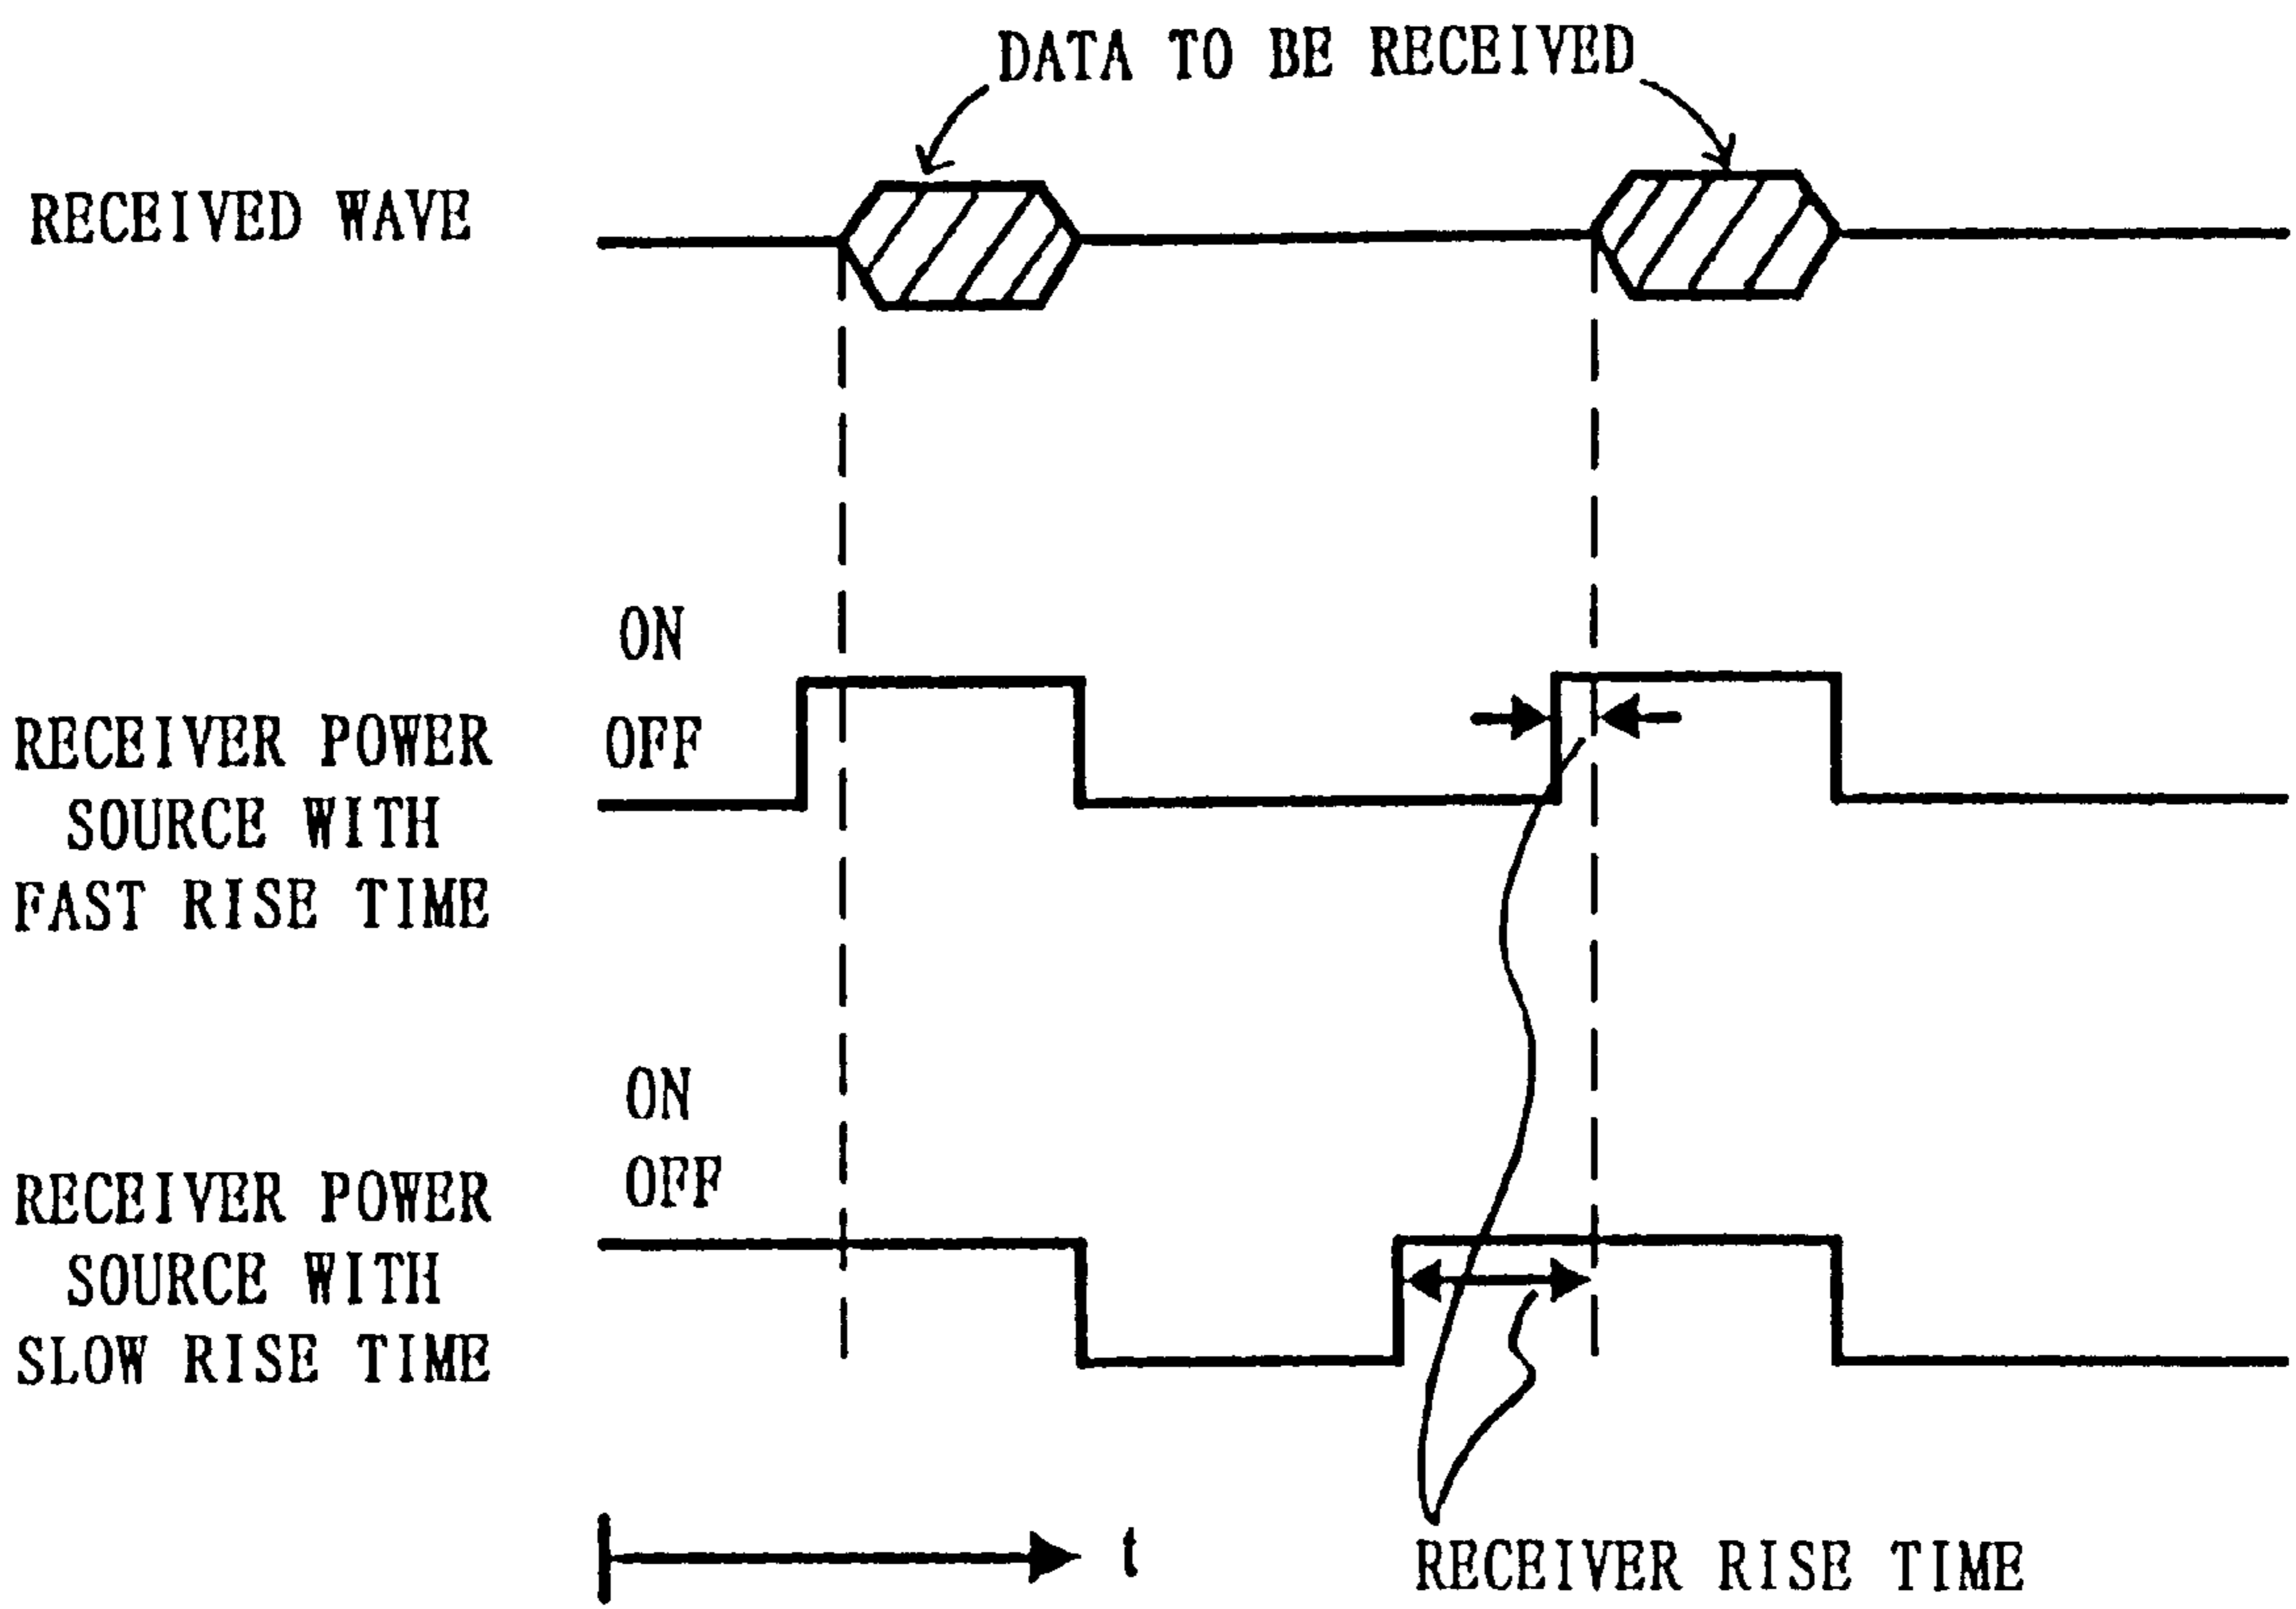 DATA TO BE RECEIVED
RECEIVED WAVE
ON
OFF
RECEIVER POWER
SOURCE WITH
FAST RISE TIME
ON
OFF
RECEIVER POWER
SOURCE WITH
SLOW RISE TIME
t
RECEIVER RISE TIME